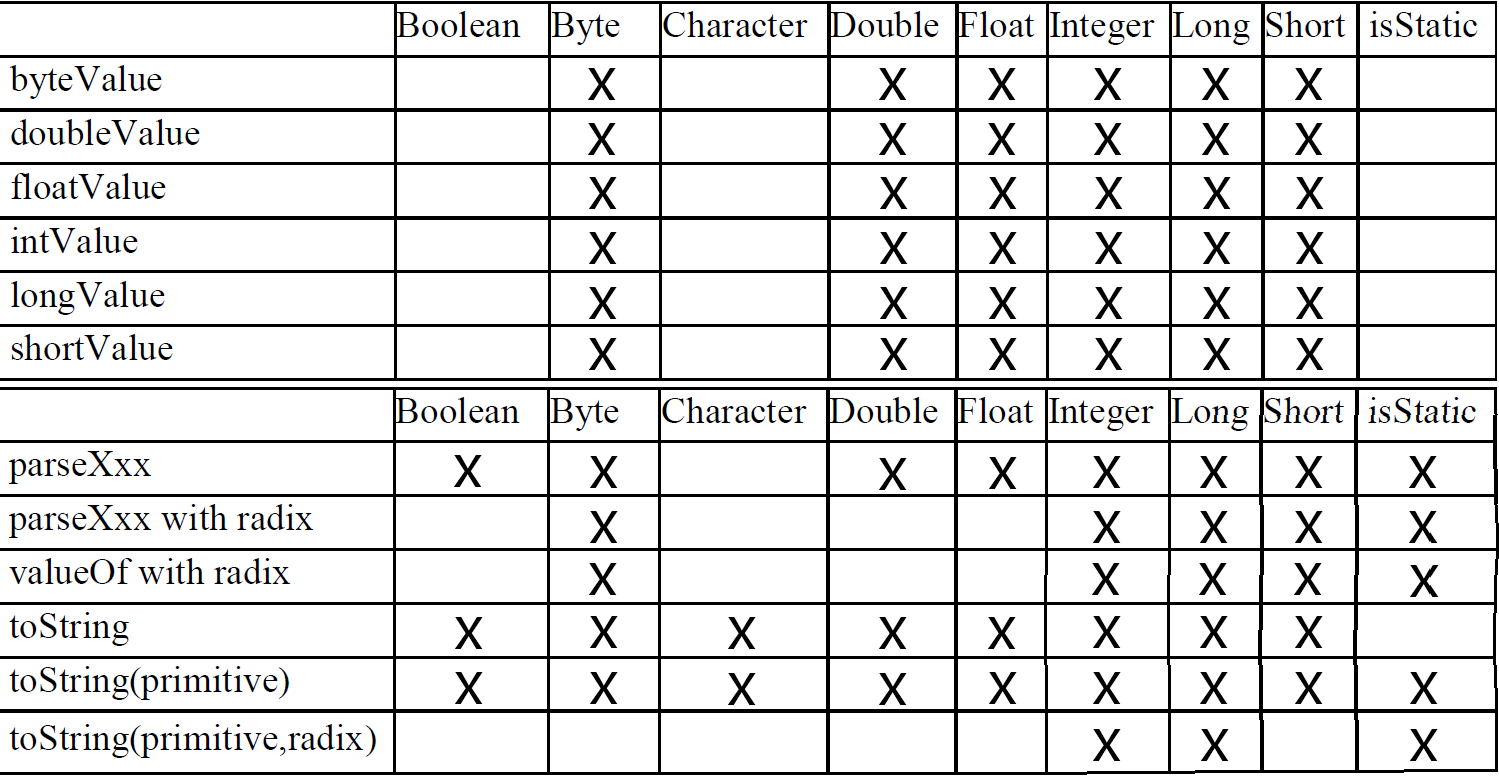 Boolean Byte Character Double Float Integer Long Short isStatic
byteValue X X X X X X
doubleValue X X X X X X
floatValue X X X X X X
intValue X X X X X X
longValue X X X X X X
shortValue X X X X X X
Boolean Byte Character Double Float Integer Long Short isStatic
parseXxx X X X X X X X X
parseXxx with radix X X X X X
valueOf with radix X X X X X
toString X X X X X X X X
toString(primitive) X X X X X X X X X
toString(primitive,radix) X X X